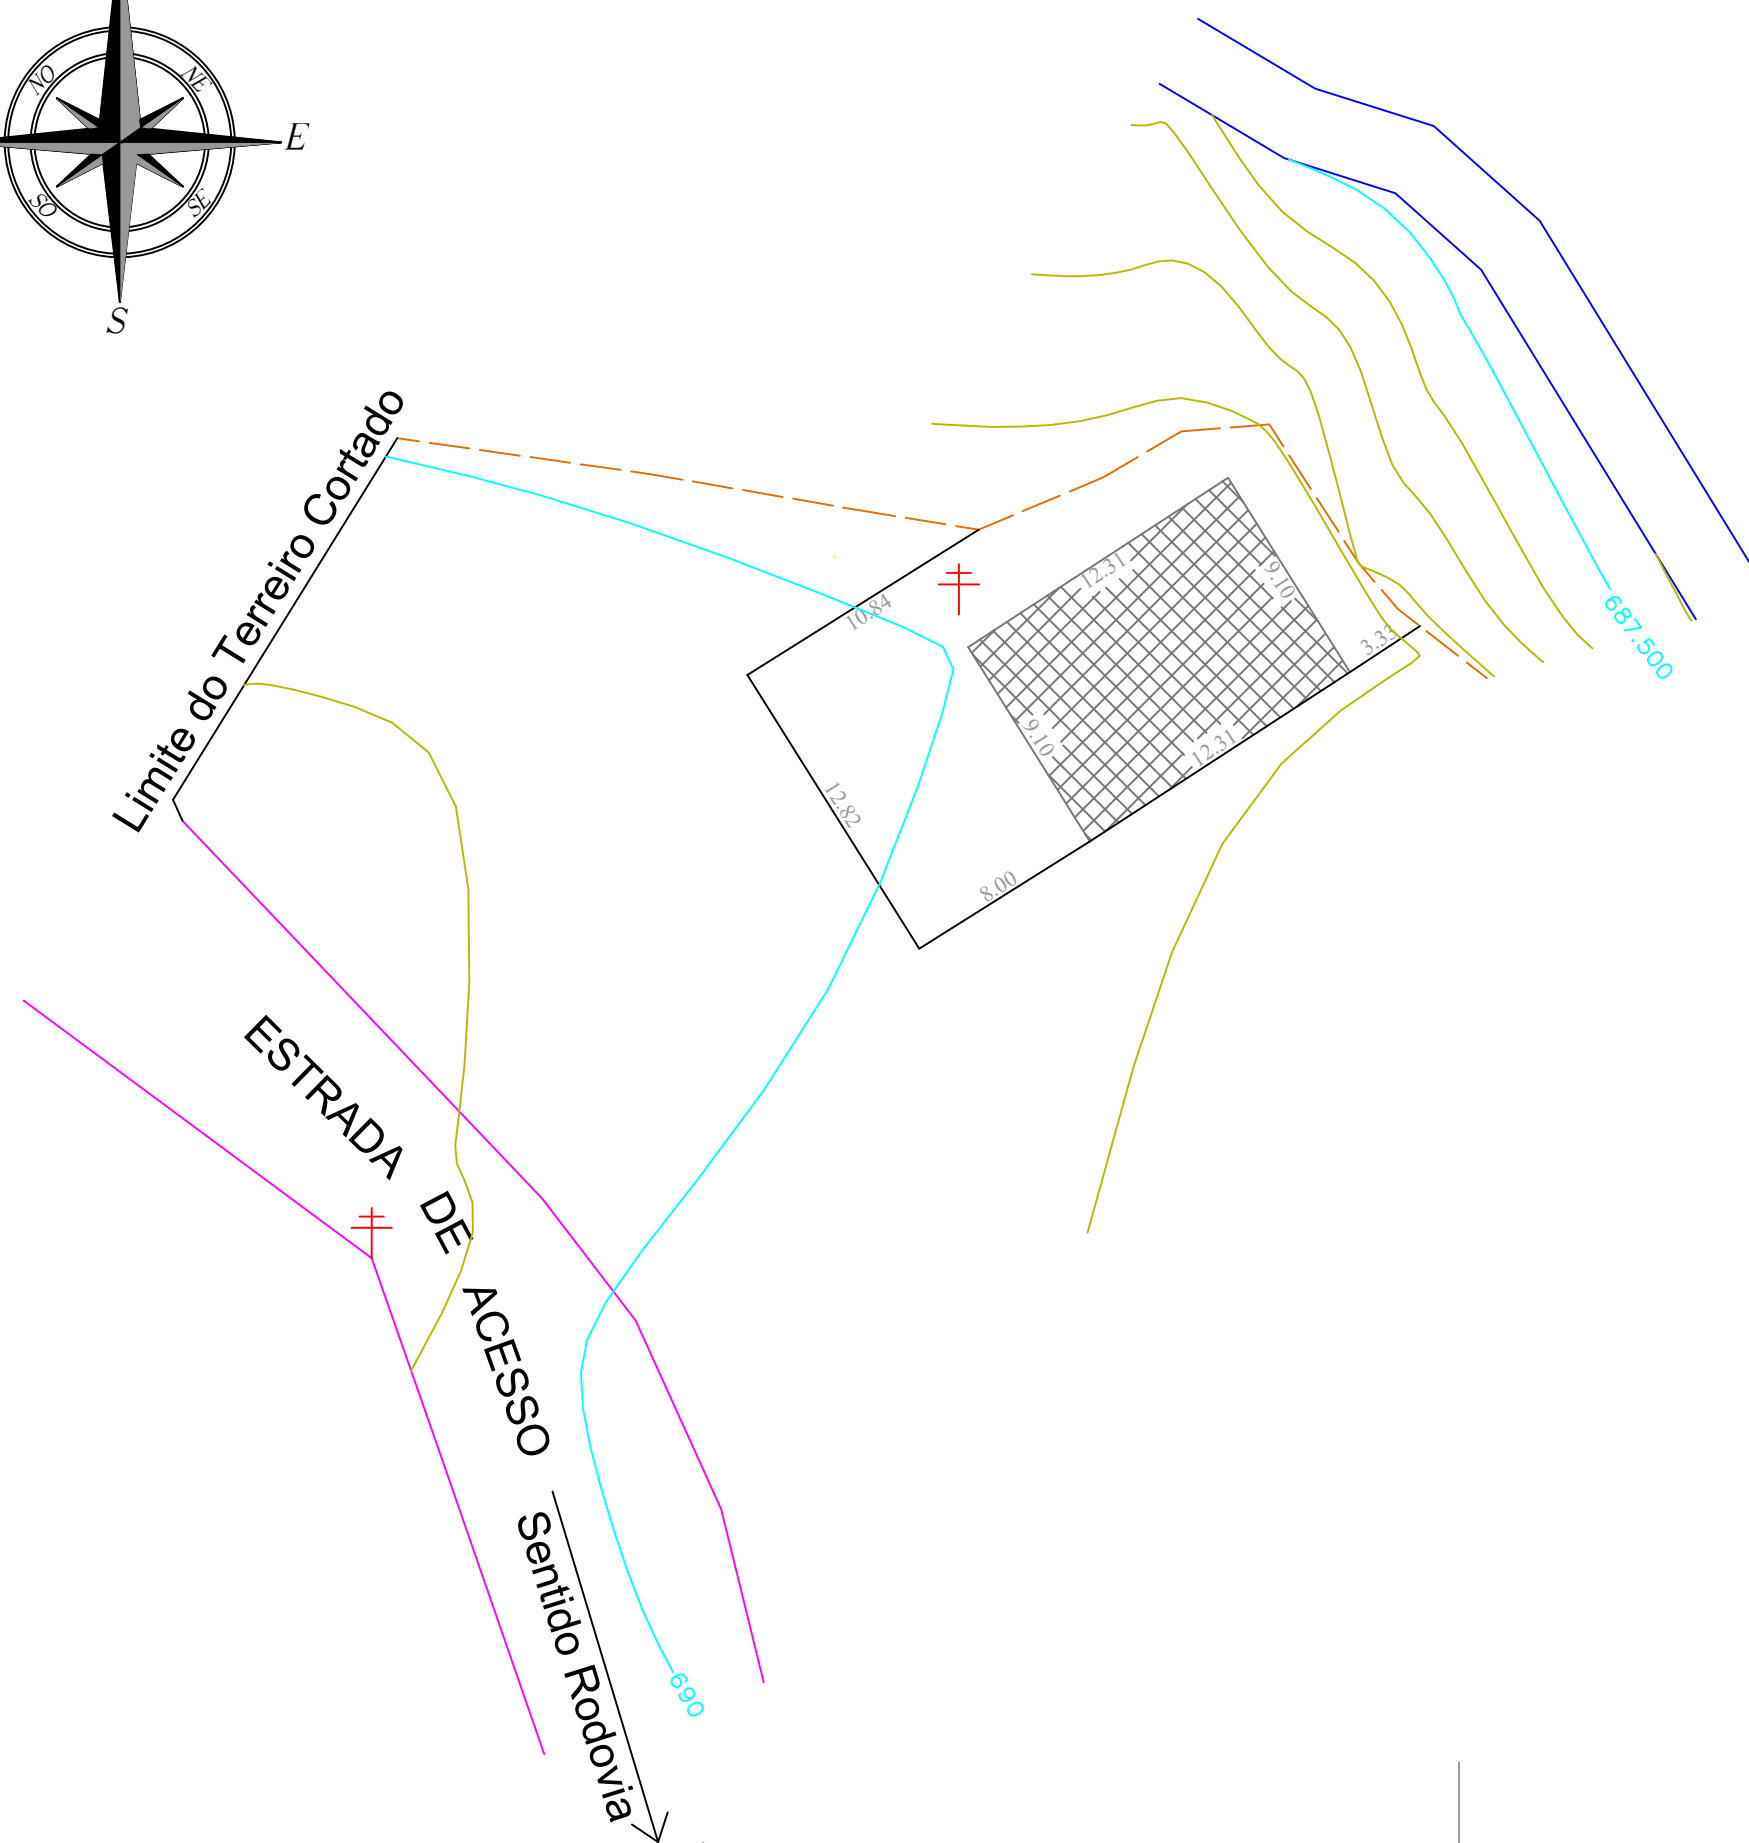 NO
NE
E
SO
SE
S
Limite do Terreiro Cortado
12.31
9.10
10.84
3.33
687.500
9.10
12.31
12.82
8.00
ESTRADA DE ACESSO
Sentido Rodovia
690